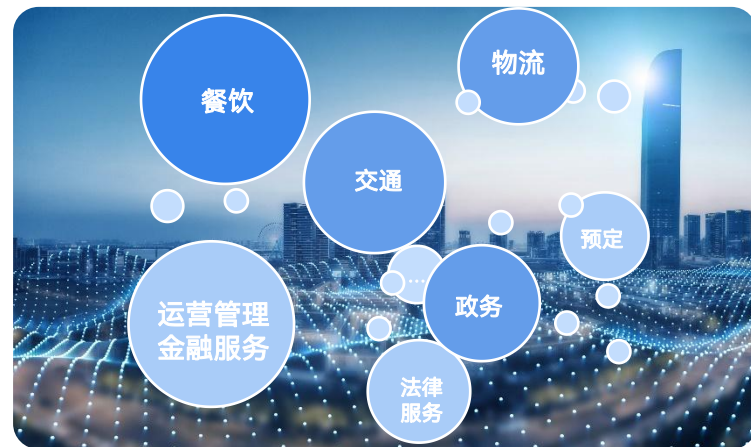 物流
餐饮
交通
预定
...
政务
运营管理
金融服务
法律
服务